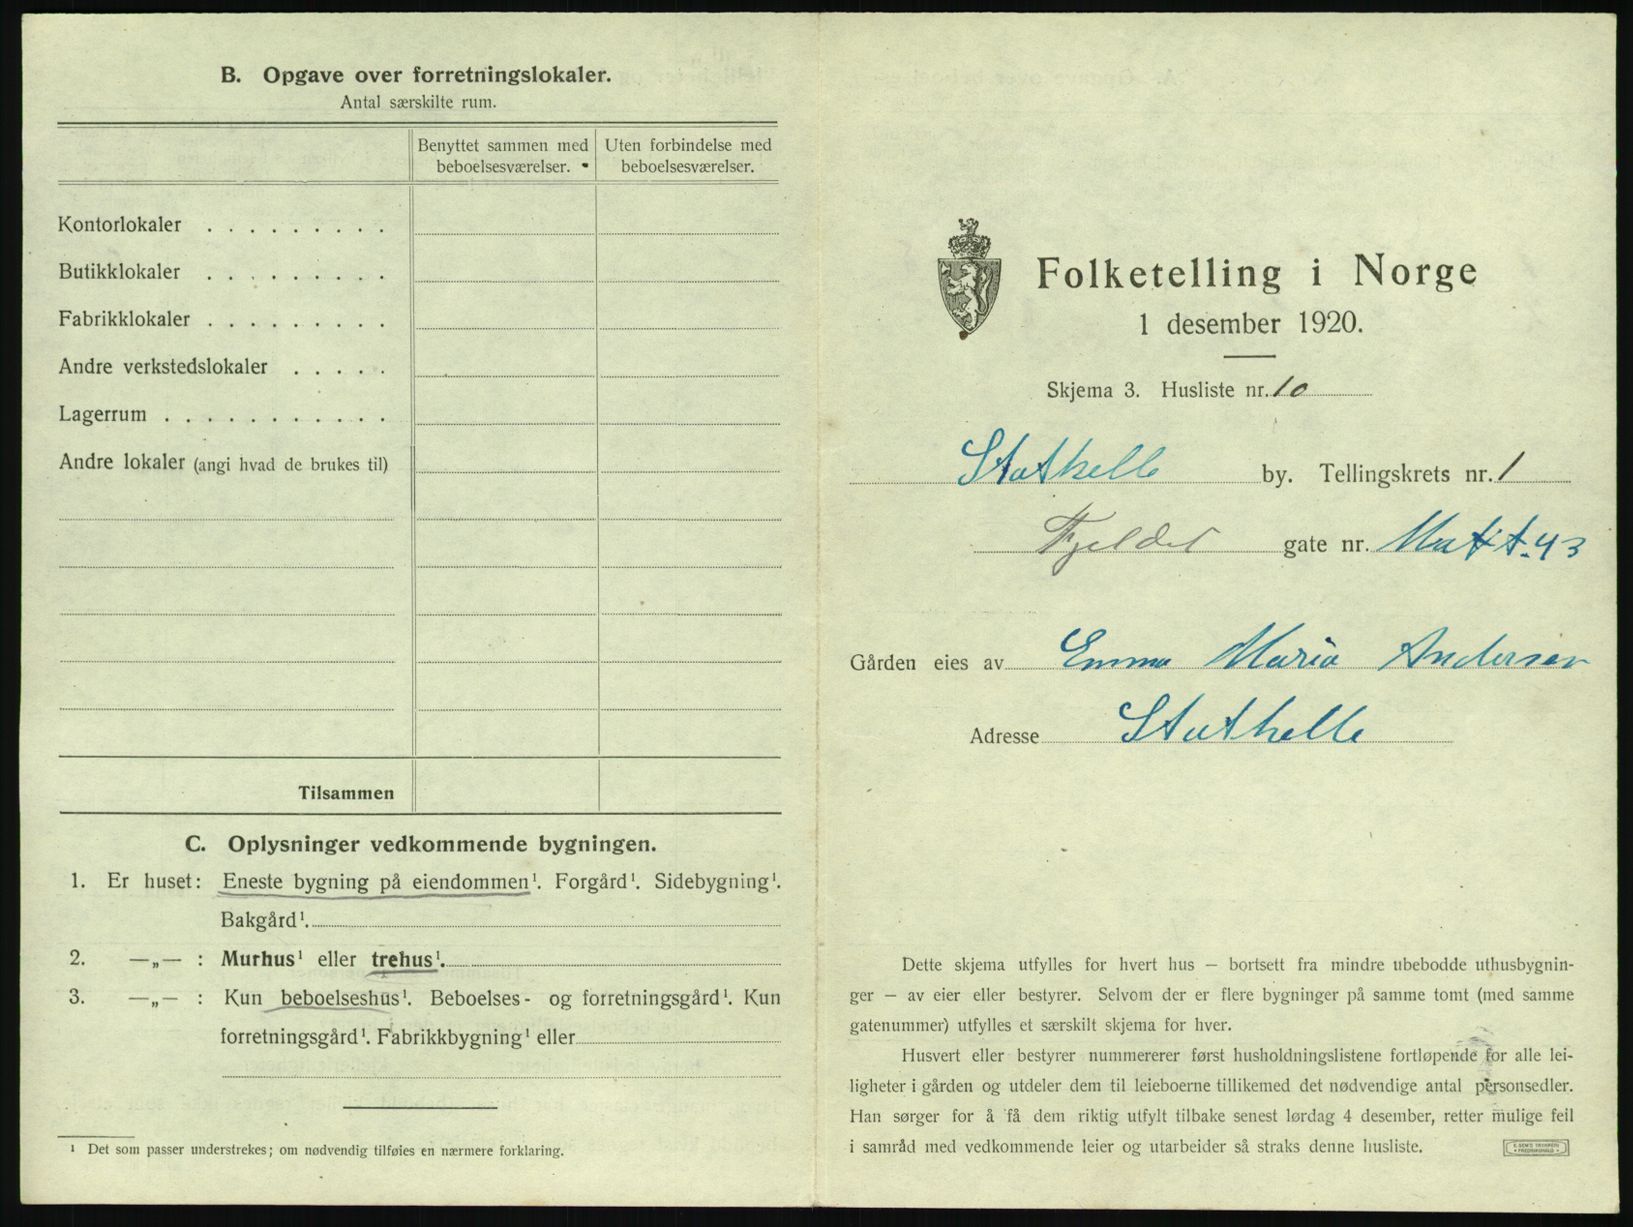 B. Opgave over forretningslokaler.
Antal særskilte rum.
Benyttet sammen med beboelsesværelser.
Uten forbindelse med beboelsesværelser.
Kontorlokaler . . . . . . . . .
Butikklokaler . . . . . . . . .
Fabrikklokaler . . . . . . . . .
Andre verkstedslokaler . . . . .
Lagerrum . . . . . . . . . . .
Andre lokaler (angi hvad de brukes til)
Tilsammen
C. Oplysninger vedkommende bygningen.
1. Er huset: Eneste bygning på eiendommen¹. Forgård¹. Sidebygning¹.
Bakgård¹.
2. —„— : Murhus¹ eller trehus¹.
3. —„— : Kun beboelseshus¹. Beboelses- og forretningsgård¹. Kun
forretningsgård¹. Fabrikkbygning¹ eller
¹ Det som passer understrekes; om nødvendig tilføies en nærmere forklaring.
Folketelling i Norge
1 desember 1920.
Skjema 3. Husliste nr. 10
Stathelle by. Tellingskrets nr. 1
Fjeldet gate nr. Matt. 43
Gården eies av Emma Maria Andersen
Adresse Stathelle
Dette skjema utfylles for hvert hus — bortsett fra mindre ubebodde uthusbygnin-
ger — av eier eller bestyrer. Selvom der er flere bygninger på samme tomt (med samme
gatenummer) utfylles et særskilt skjema for hver.
Husvert eller bestyrer nummererer først husholdningslistene fortløpende for alle lei-
ligheter i gården og utdeler dem til leieboerne tillikemed det nødvendige antal personsedler.
Han sørger for å få dem riktig utfylt tilbake senest lørdag 4 desember, retter mulige feil
i samråd med vedkommende leier og utarbeider så straks denne husliste.